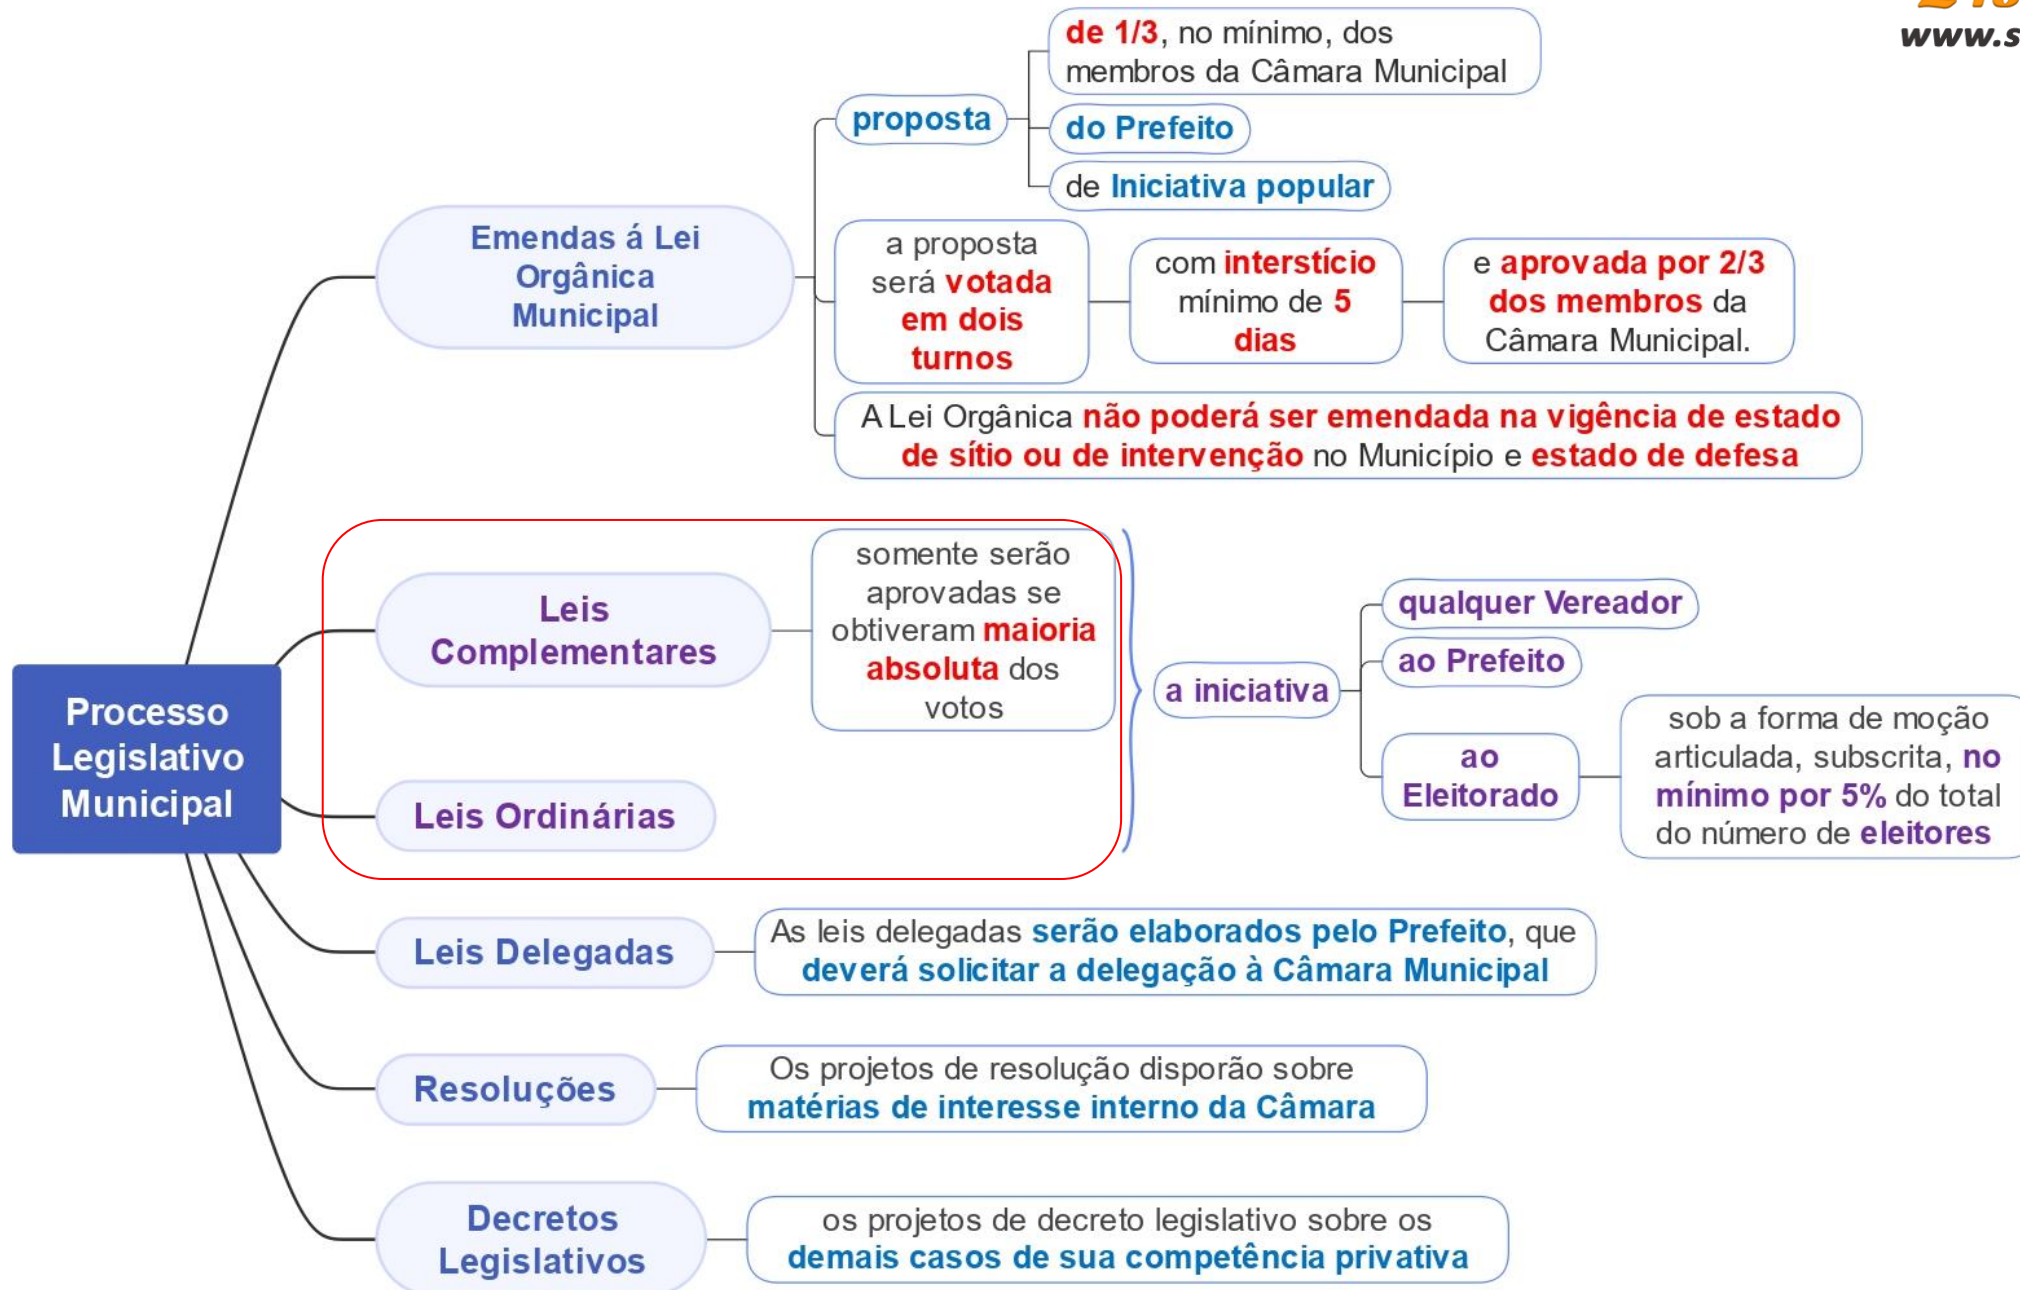 www.s
de 1/3, no mínimo, dos
membros da Câmara Municipal
proposta
do Prefeito
de Iniciativa popular
Emendas á Lei
Orgânica
Municipal
a proposta
será votada
em dois
turnos
com interstício
mínimo de 5
dias
e aprovada por 2/3
dos membros da
Câmara Municipal.
A Lei Orgânica não poderá ser emendada na vigência de estado
de sítio ou de intervenção no Município e estado de defesa
Processo
Legislativo
Municipal
Leis
Complementares
somente serão
aprovadas se
obtiveram maioria
absoluta dos
votos
Leis Ordinárias
a iniciativa
qualquer Vereador
ao Prefeito
ao
Eleitorado
sob a forma de moção
articulada, subscrita, no
mínimo por 5% do total
do número de eleitores
Leis Delegadas
As leis delegadas serão elaborados pelo Prefeito, que
deverá solicitar a delegação à Câmara Municipal
Resoluções
Os projetos de resolução disporão sobre
matérias de interesse interno da Câmara
Decretos
Legislativos
os projetos de decreto legislativo sobre os
demais casos de sua competência privativa